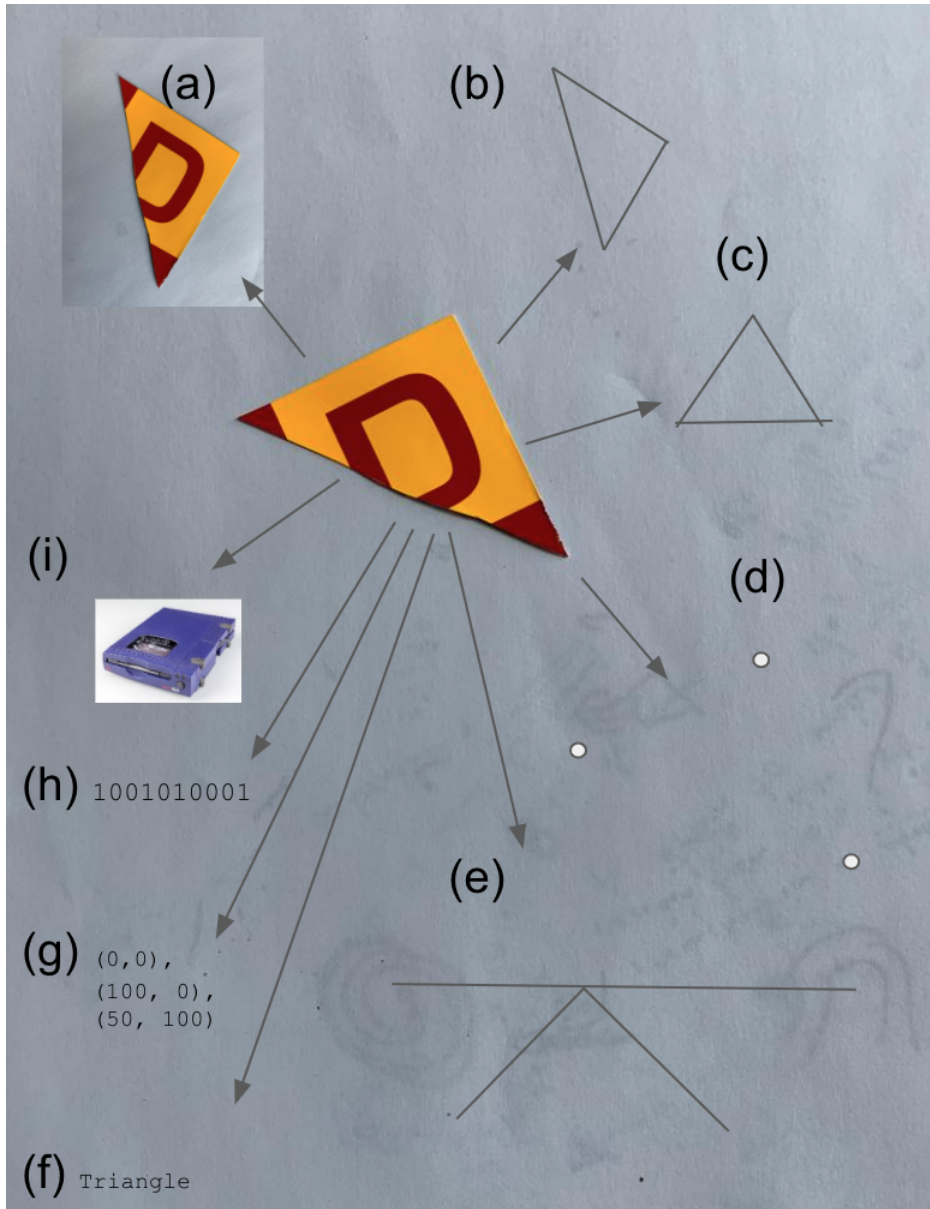 (a)
(b)
(c)
D
D
(i)
(d)
(h) 1001010001
(e)
(g) (0,0),
(100, 0),
(50, 100)
(f) Triangle